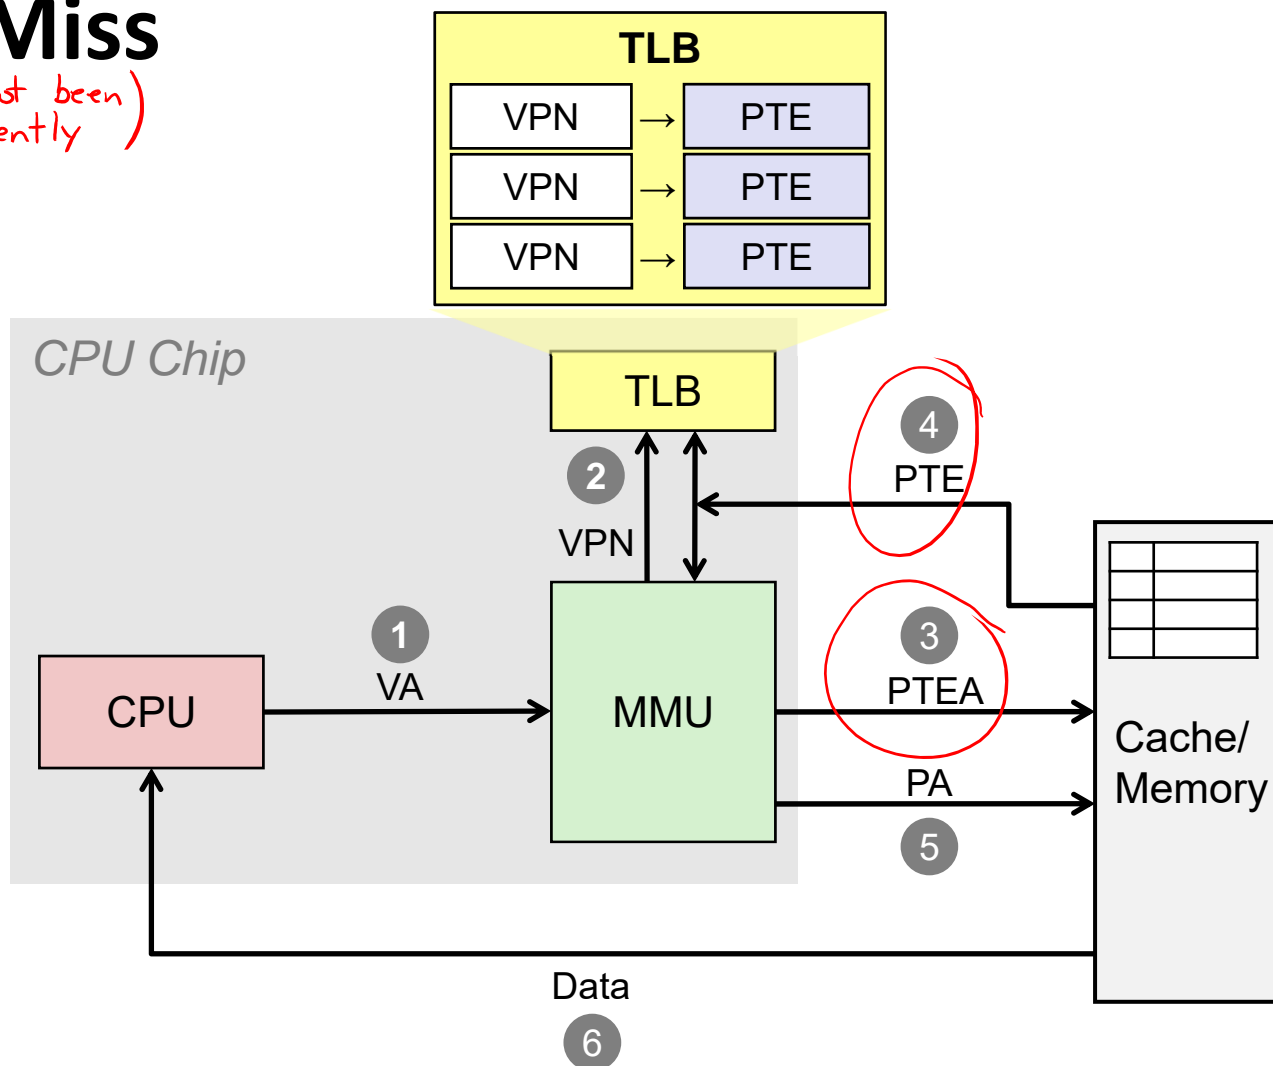 Miss
been)
TLB
VPN → PTE
VPN → PTE
VPN → PTE
CPU Chip
TLB
4
PTE
2
VPN
1
VA
3
PTEA
CPU
MMU
PA
5
Cache/
Memory
Data
6